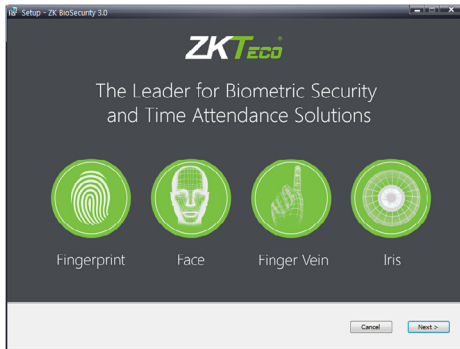 Setup - ZK BioSecurity 3.0
ZKTECO
The Leader for Biometric Security
and Time Attendance Solutions
Fingerprint
Face
Finger Vein
Iris
Cancel
Next >